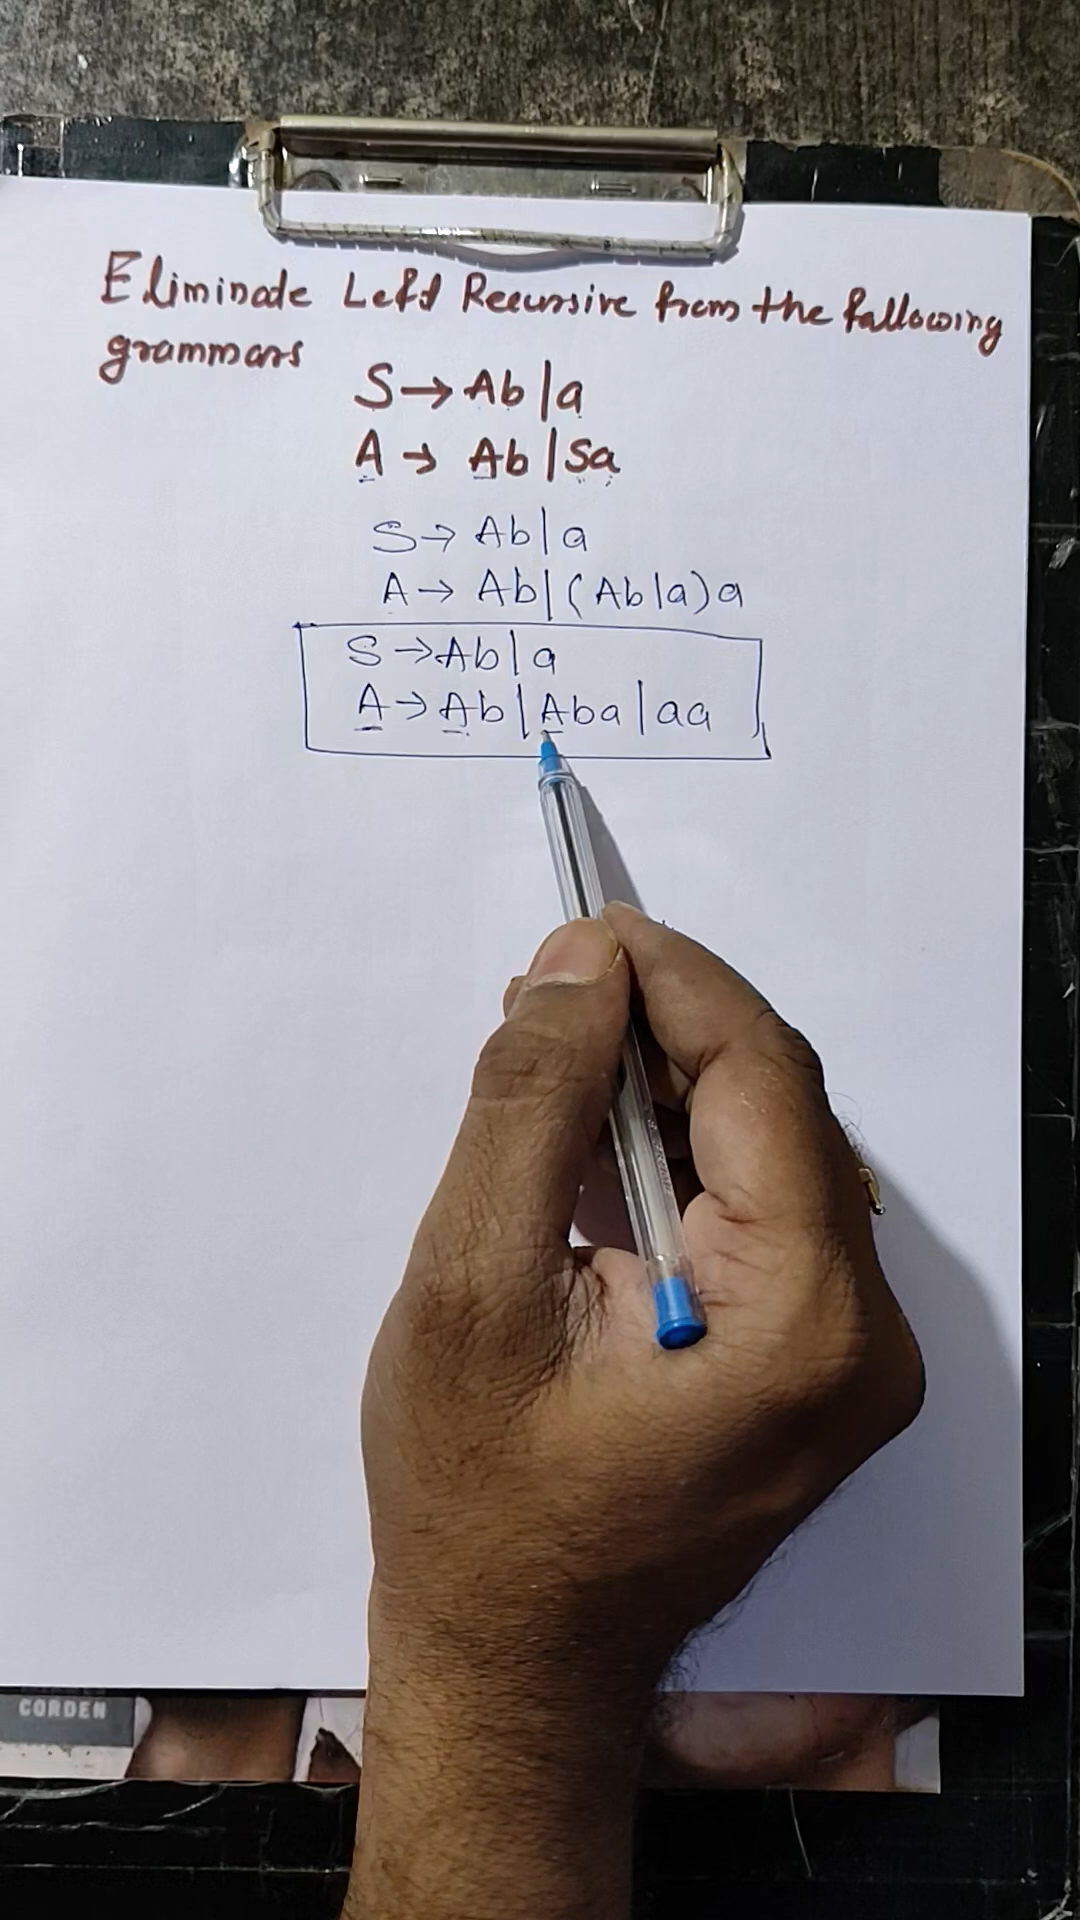 Eliminate Left Recursive from the following
grammars
S → Ab | a
A → Ab | Sa
S → Ab | a
A → Ab | (Ab | a) a
S → Ab | a
A → Ab | Aba | aa
CORDEN